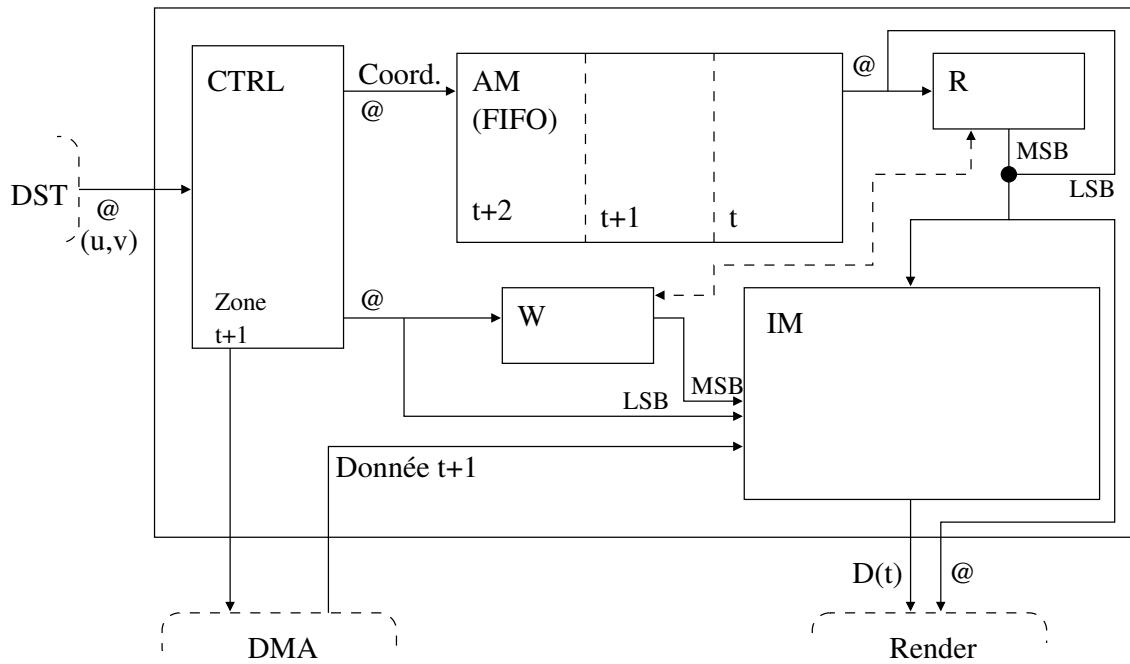 CTRL
Coord.
@
AM
(FIFO)
@
R
MSB
LSB
DST
@
(u,v)
t+2
t+1
t
Zone
t+1
@
W
IM
MSB
LSB
Donnée t+1
D(t)
@
DMA
Render